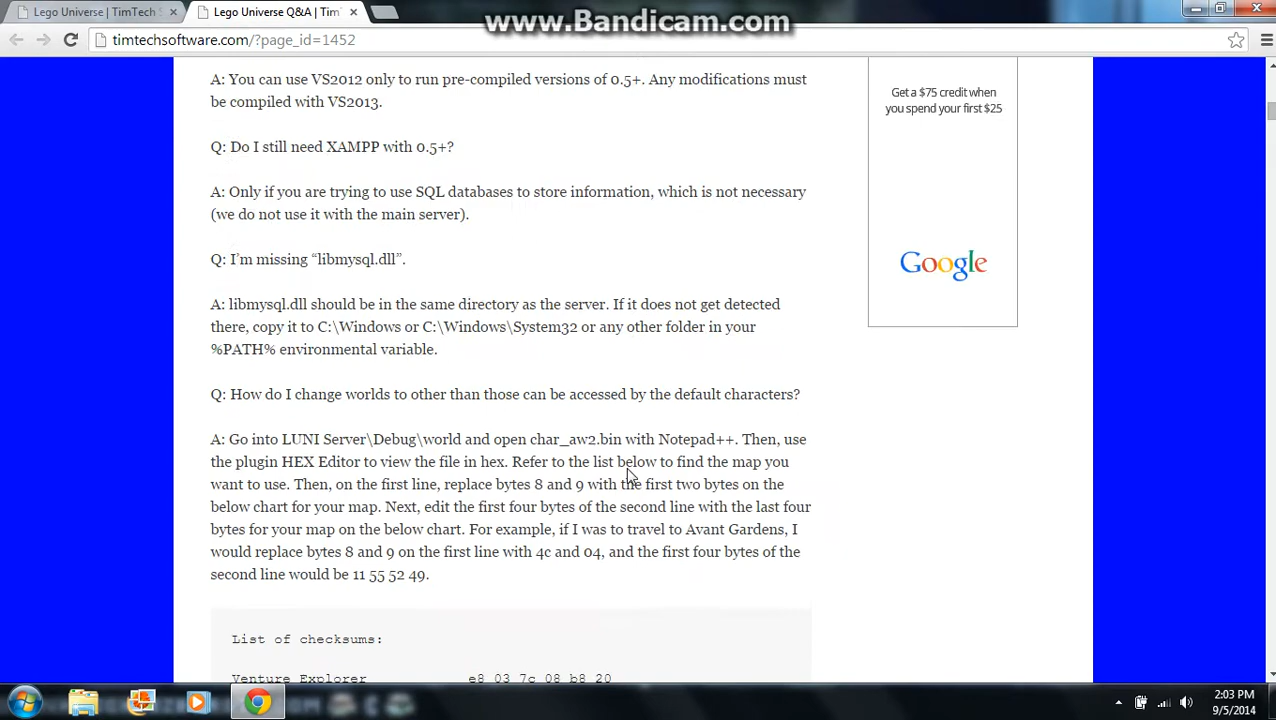 Lego Universe | TimTech S
Lego Universe Q&A | TimT
www.Bandicam.com
timtechsoftware.com/?page_id=1452
A: You can use VS2012 only to run pre-compiled versions of 0.5+. Any modifications must
be compiled with VS2013.
Q: Do I still need XAMPP with 0.5+?
A: Only if you are trying to use SQL databases to store information, which is not necessary
(we do not use it with the main server).
Q: I'm missing “libmysql.dll”.
A: libmysql.dll should be in the same directory as the server. If it does not get detected
there, copy it to C:\Windows or C:\Windows\System32 or any other folder in your
%PATH% environmental variable.
Q: How do I change worlds to other than those can be accessed by the default characters?
A: Go into LUNI Server\Debug\world and open char_aw2.bin with Notepad++. Then, use
the plugin HEX Editor to view the file in hex. Refer to the list below to find the map you
want to use. Then, on the first line, replace bytes 8 and 9 with the first two bytes on the
below chart for your map. Next, edit the first four bytes of the second line with the last four
bytes for your map on the below chart. For example, if I was to travel to Avant Gardens, I
would replace bytes 8 and 9 on the first line with 4c and 04, and the first four bytes of the
second line would be 11 55 52 49.
List of checksums:
Venture Explorer e8 03 7c 08 b8 20
Get a $75 credit when
you spend your first $25
Google
2:03 PM
9/5/2014